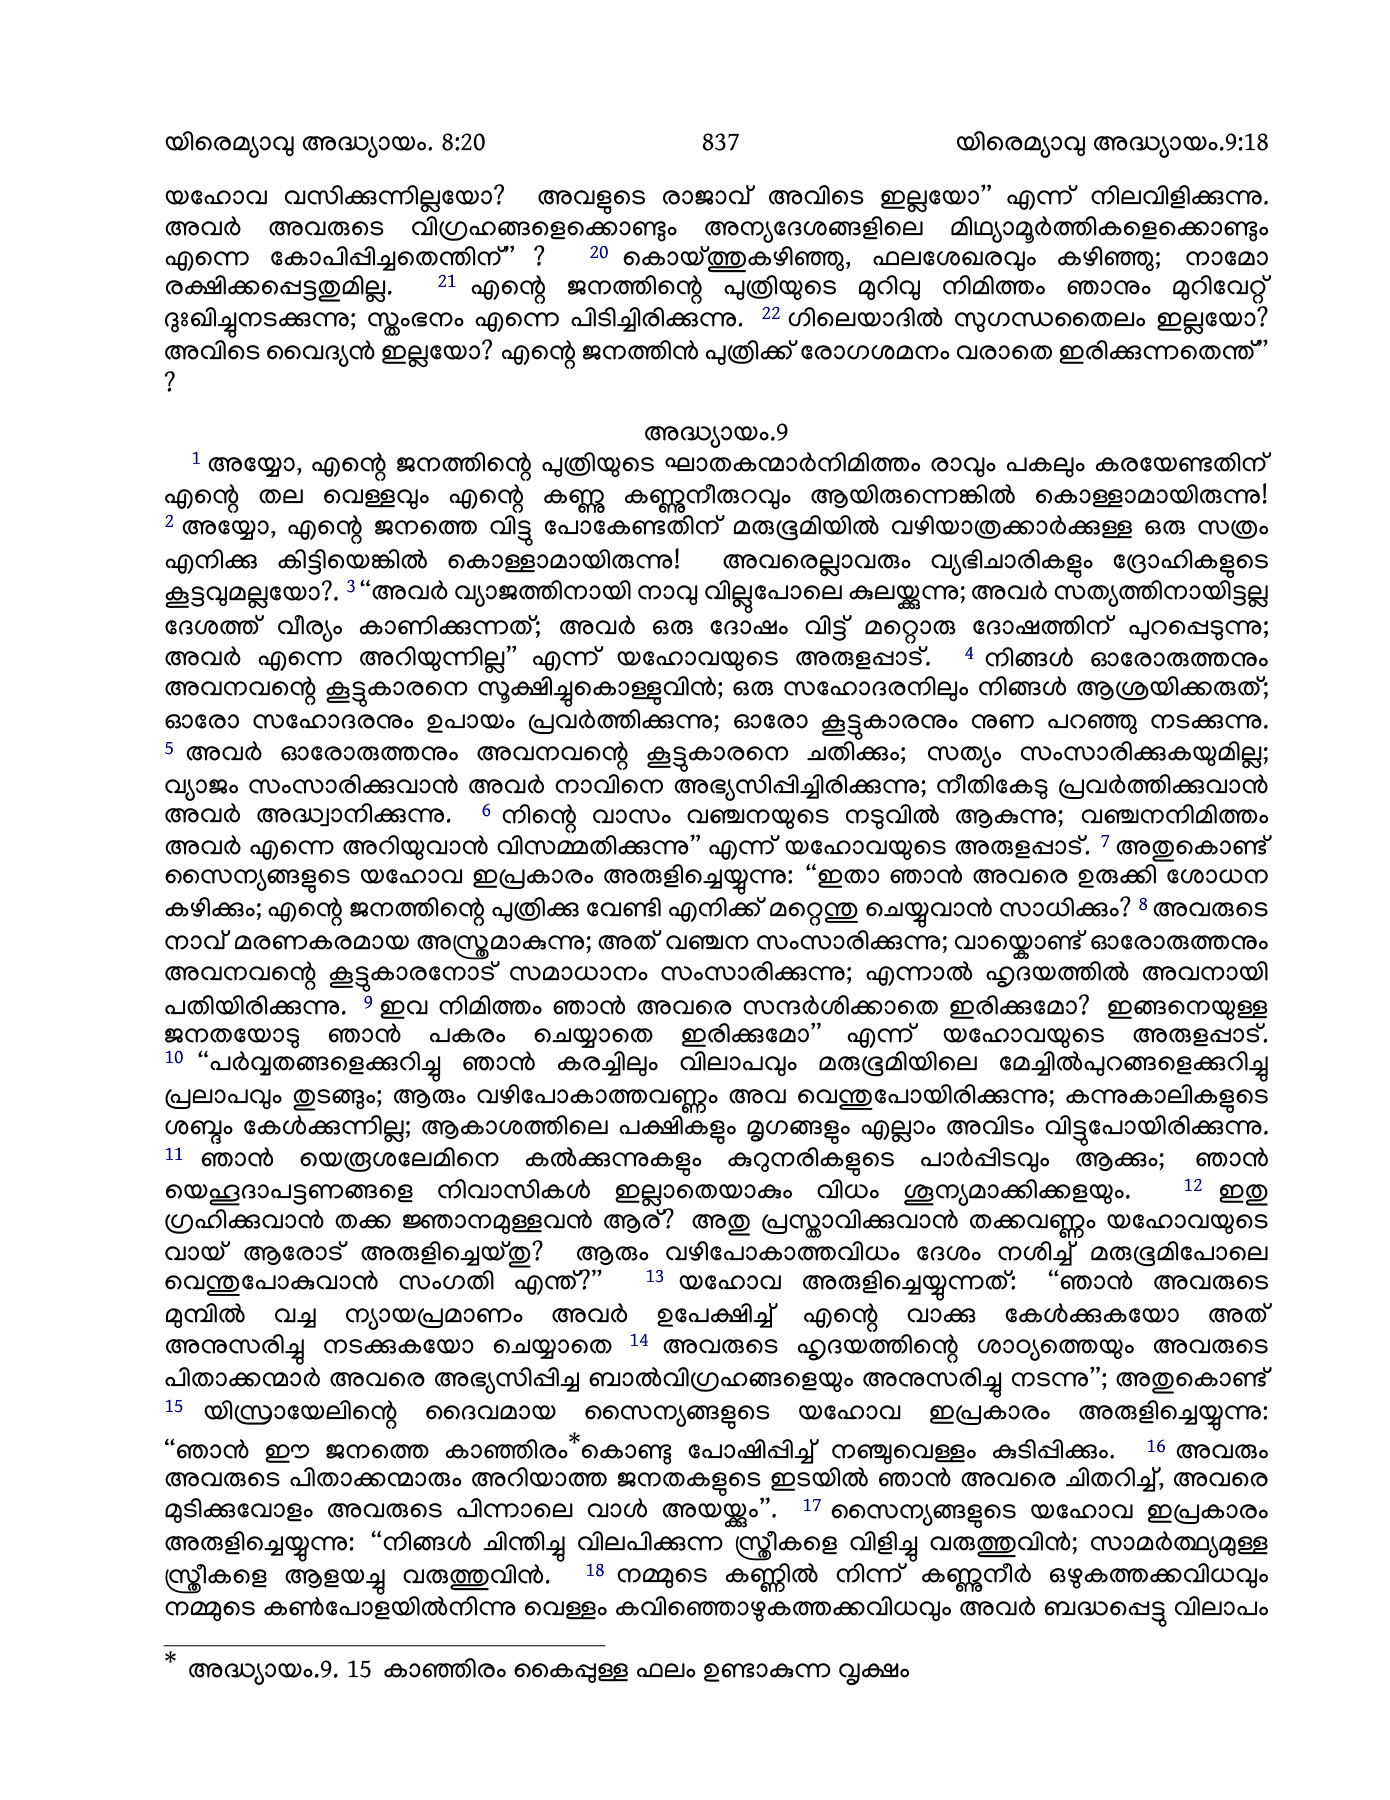 യിരെമ്യാവു അദ്ധ്യായം. 8:20 837 യിരെമ്യാവു അദ്ധ്യായം.9:18
യഹോവ വസിക്കുന്നില്ലയോ? അവളുടെ രാജാവ് അവിടെ ഇല്ലയോ” എന്ന് നിലവിളിക്കുന്നു.
അവർ അവരുടെ വിഗ്രഹങ്ങളെക്കൊണ്ടും അന്യദേശങ്ങളിലെ മിഥ്യാമൂർത്തികളെക്കൊണ്ടും
എന്നെ കോപിപ്പിച്ചതെന്തിന്” ? 20 കൊയ്ത്തുകഴിഞ്ഞു, ഫലശേഖരവും കഴിഞ്ഞു; നാമോ
രക്ഷിക്കപ്പെട്ടതുമില്ല. 21 എന്റെ ജനത്തിന്റെ പുത്രിയുടെ മുറിവു നിമിത്തം ഞാനും മുറിവേറ്റ്
ദുഃഖിച്ചുനടക്കുന്നു; സ്തംഭനം എന്നെ പിടിച്ചിരിക്കുന്നു. 22 ഗിലെയാദിൽ സുഗന്ധതൈലം ഇല്ലയോ?
അവിടെ വൈദ്യൻ ഇല്ലയോ? എന്റെ ജനത്തിൻ പുത്രിക്ക് രോഗശമനം വരാതെ ഇരിക്കുന്നതെന്ത്”
?
അദ്ധ്യായം.9
1 അയ്യോ, എന്റെ ജനത്തിന്റെ പുത്രിയുടെ ഘാതകന്മാർനിമിത്തം രാവും പകലും കരയേണ്ടതിന്
എന്റെ തല വെള്ളവും എന്റെ കണ്ണു കണ്ണുനീരുറവും ആയിരുന്നെങ്കിൽ കൊള്ളാമായിരുന്നു!
2 അയ്യോ, എന്റെ ജനത്തെ വിട്ടു പോകേണ്ടതിന് മരുഭൂമിയിൽ വഴിയാത്രക്കാർക്കുള്ള ഒരു സത്രം
എനിക്കു കിട്ടിയെങ്കിൽ കൊള്ളാമായിരുന്നു! അവരെല്ലാവരും വ്യഭിചാരികളും ദ്രോഹികളുടെ
കൂട്ടവുമല്ലയോ?. 3 “അവർ വ്യാജത്തിനായി നാവു വില്ലുപോലെ കുലയ്ക്കുന്നു; അവർ സത്യത്തിനായിട്ടല്ല
ദേശത്ത് വീര്യം കാണിക്കുന്നത്; അവർ ഒരു ദോഷം വിട്ട് മറ്റൊരു ദോഷത്തിന് പുറപ്പെടുന്നു;
അവർ എന്നെ അറിയുന്നില്ല” എന്ന് യഹോവയുടെ അരുളപ്പാട്. 4 നിങ്ങൾ ഓരോരുത്തനും
അവനവന്റെ കൂട്ടുകാരനെ സൂക്ഷിച്ചുകൊള്ളുവിൻ; ഒരു സഹോദരനിലും നിങ്ങൾ ആശ്രയിക്കരുത്;
ഓരോ സഹോദരനും ഉപായം പ്രവർത്തിക്കുന്നു; ഓരോ കൂട്ടുകാരനും നുണ പറഞ്ഞു നടക്കുന്നു.
5 അവർ ഓരോരുത്തനും അവനവന്റെ കൂട്ടുകാരനെ ചതിക്കും; സത്യം സംസാരിക്കുകയുമില്ല;
വ്യാജം സംസാരിക്കുവാൻ അവർ നാവിനെ അഭ്യസിപ്പിച്ചിരിക്കുന്നു; നീതികേടു പ്രവർത്തിക്കുവാൻ
അവർ അദ്ധ്വാനിക്കുന്നു. 6 നിന്റെ വാസം വഞ്ചനയുടെ നടുവിൽ ആകുന്നു; വഞ്ചനനിമിത്തം
അവർ എന്നെ അറിയുവാൻ വിസമ്മതിക്കുന്നു” എന്ന് യഹോവയുടെ അരുളപ്പാട്. 7 അതുകൊണ്ട്
സൈന്യങ്ങളുടെ യഹോവ ഇപ്രകാരം അരുളിച്ചെയ്യുന്നു: “ഇതാ ഞാൻ അവരെ ഉരുക്കി ശോധന
കഴിക്കും; എന്റെ ജനത്തിന്റെ പുത്രിക്കു വേണ്ടി എനിക്ക് മറ്റെന്തു ചെയ്യുവാൻ സാധിക്കും? 8 അവരുടെ
നാവ് മരണകരമായ അസ്ത്രമാകുന്നു; അത് വഞ്ചന സംസാരിക്കുന്നു; വായ്കൊണ്ട് ഓരോരുത്തനും
അവനവന്റെ കൂട്ടുകാരനോട് സമാധാനം സംസാരിക്കുന്നു; എന്നാൽ ഹൃദയത്തിൽ അവനായി
പതിയിരിക്കുന്നു. 9 ഇവ നിമിത്തം ഞാൻ അവരെ സന്ദർശിക്കാതെ ഇരിക്കുമോ? ഇങ്ങനെയുള്ള
ജനതയോടു ഞാൻ പകരം ചെയ്യാതെ ഇരിക്കുമോ” എന്ന് യഹോവയുടെ അരുളപ്പാട്.
10 “പർവ്വതങ്ങളെക്കുറിച്ചു ഞാൻ കരച്ചിലും വിലാപവും മരുഭൂമിയിലെ മേച്ചിൽപുറങ്ങളെക്കുറിച്ചു
പ്രലാപവും തുടങ്ങും; ആരും വഴിപോകാത്തവണ്ണം അവ വെന്തുപോയിരിക്കുന്നു; കന്നുകാലികളുടെ
ശബ്ദം കേൾക്കുന്നില്ല; ആകാശത്തിലെ പക്ഷികളും മൃഗങ്ങളും എല്ലാം അവിടം വിട്ടുപോയിരിക്കുന്നു.
11 ഞാൻ യെരൂശലേമിനെ കൽക്കുന്നുകളും കുറുനരികളുടെ പാർപ്പിടവും ആക്കും; ഞാൻ
യെഹൂദാപട്ടണങ്ങളെ നിവാസികൾ ഇല്ലാതെയാകും വിധം ശൂന്യമാക്കിക്കളയും. 12 ഇതു
ഗ്രഹിക്കുവാൻ തക്ക ജ്ഞാനമുള്ളവൻ ആര്? അതു പ്രസ്താവിക്കുവാൻ തക്കവണ്ണം യഹോവയുടെ
വായ് ആരോട് അരുളിച്ചെയ്തു? ആരും വഴിപോകാത്തവിധം ദേശം നശിച്ച് മരുഭൂമിപോലെ
വെന്തുപോകുവാൻ സംഗതി എന്ത്?” 13 യഹോവ അരുളിച്ചെയ്യുന്നത്: “ഞാൻ അവരുടെ
മുമ്പിൽ വച്ച ന്യായപ്രമാണം അവർ ഉപേക്ഷിച്ച് എന്റെ വാക്കു കേൾക്കുകയോ അത്
അനുസരിച്ചു നടക്കുകയോ ചെയ്യാതെ 14 അവരുടെ ഹൃദയത്തിന്റെ ശാഠ്യത്തെയും അവരുടെ
പിതാക്കന്മാർ അവരെ അഭ്യസിപ്പിച്ച ബാൽവിഗ്രഹങ്ങളെയും അനുസരിച്ചു നടന്നു”; അതുകൊണ്ട്
15 യിസ്രായേലിന്റെ ദൈവമായ സൈന്യങ്ങളുടെ യഹോവ ഇപ്രകാരം അരുളിച്ചെയ്യുന്നു:
“ഞാൻ ഈ ജനത്തെ കാഞ്ഞിരം*കൊണ്ടു പോഷിപ്പിച്ച് നഞ്ചുവെള്ളം കുടിപ്പിക്കും. 16 അവരും
അവരുടെ പിതാക്കന്മാരും അറിയാത്ത ജനതകളുടെ ഇടയിൽ ഞാൻ അവരെ ചിതറിച്ച്, അവരെ
മുടിക്കുവോളം അവരുടെ പിന്നാലെ വാൾ അയയ്ക്കും”. 17 സൈന്യങ്ങളുടെ യഹോവ ഇപ്രകാരം
അരുളിച്ചെയ്യുന്നു: “നിങ്ങൾ ചിന്തിച്ചു വിലപിക്കുന്ന സ്ത്രീകളെ വിളിച്ചു വരുത്തുവിൻ; സാമർത്ഥ്യമുള്ള
സ്ത്രീകളെ ആളയച്ചു വരുത്തുവിൻ. 18 നമ്മുടെ കണ്ണിൽ നിന്ന് കണ്ണുനീർ ഒഴുകത്തക്കവിധവും
നമ്മുടെ കൺപോളയിൽനിന്നു വെള്ളം കവിഞ്ഞൊഴുകത്തക്കവിധവും അവർ ബദ്ധപ്പെട്ടു വിലാപം
* അദ്ധ്യായം.9. 15 കാഞ്ഞിരം കൈപ്പുള്ള ഫലം ഉണ്ടാകുന്ന വൃക്ഷം